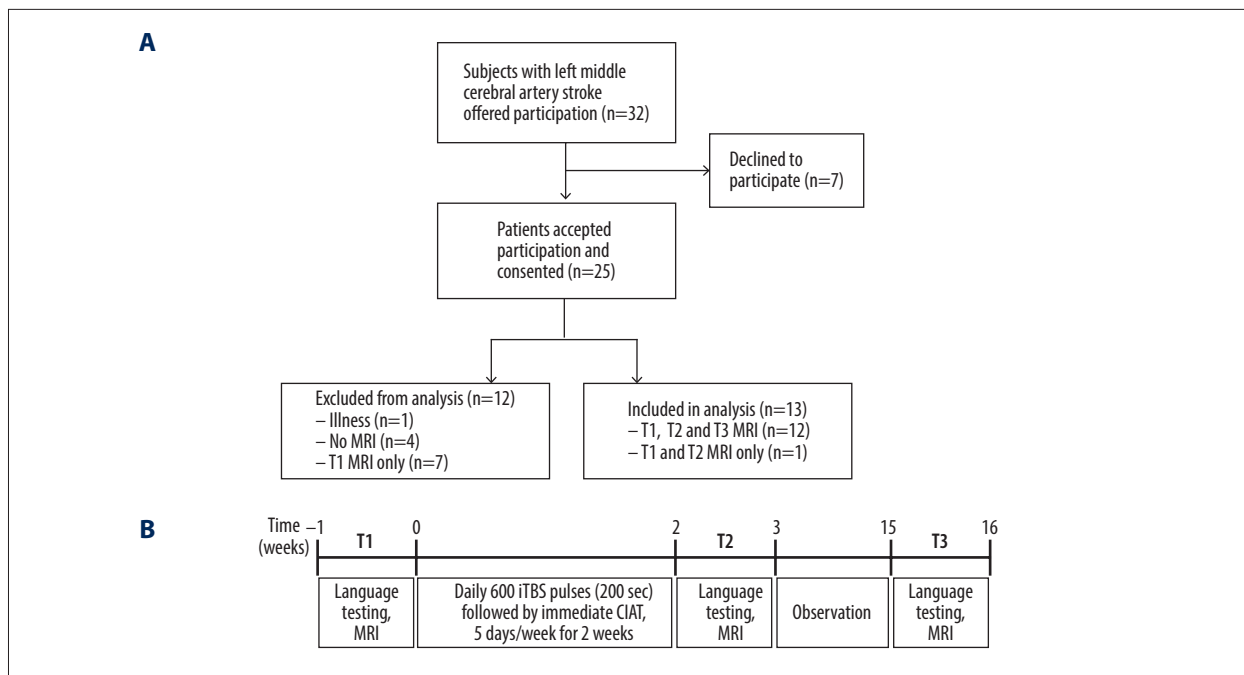 A
Subjects with left middle
cerebral artery stroke
offered participation (n=32)
Declined to
participate (n=7)
Patients accepted
participation and
consented (n=25)
Excluded from analysis (n=12)
– Illness (n=1)
– No MRI (n=4)
– T1 MRI only (n=7)
Included in analysis (n=13)
– T1, T2 and T3 MRI (n=12)
– T1 and T2 MRI only (n=1)
B
Time
(weeks)
–1 0 2 3 15 16
T1 T2 T3
Language
testing,
MRI
Daily 600 iTBS pulses (200 sec)
followed by immediate CIAT,
5 days/week for 2 weeks
Language
testing,
MRI
Observation
Language
testing,
MRI